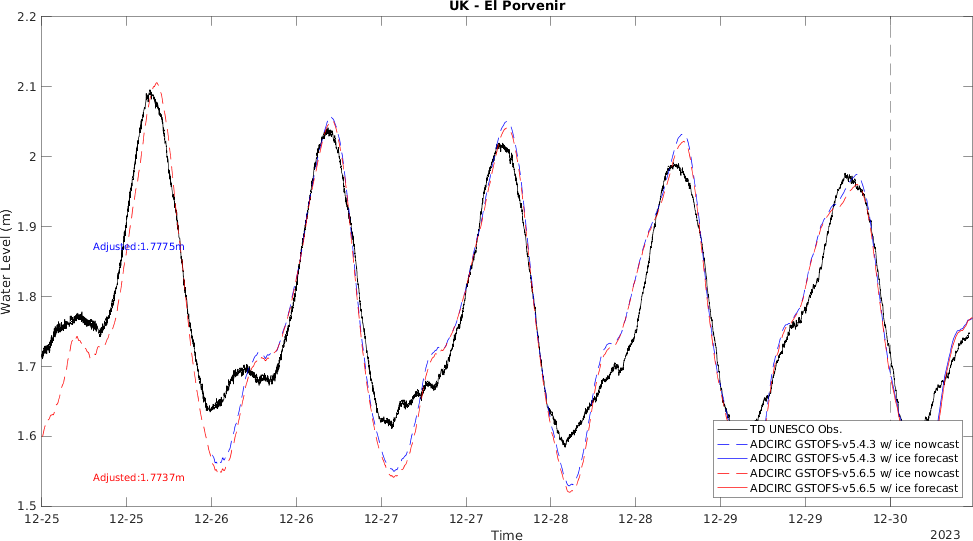 UK - El Porvenir
2.2
2.1
2
1.9
1.8
1.7
1.6
1.5
Water Level (m)
Adjusted:1.7775m
Adjusted:1.7737m
TD UNESCO Obs.
ADCIRC GSTOFS-v5.4.3 w/ ice nowcast
ADCIRC GSTOFS-v5.4.3 w/ ice forecast
ADCIRC GSTOFS-v5.6.5 w/ ice nowcast
ADCIRC GSTOFS-v5.6.5 w/ ice forecast
12-25 12-25 12-26 12-26 12-27 12-27 12-28 12-28 12-29 12-29 12-30
Time
2023